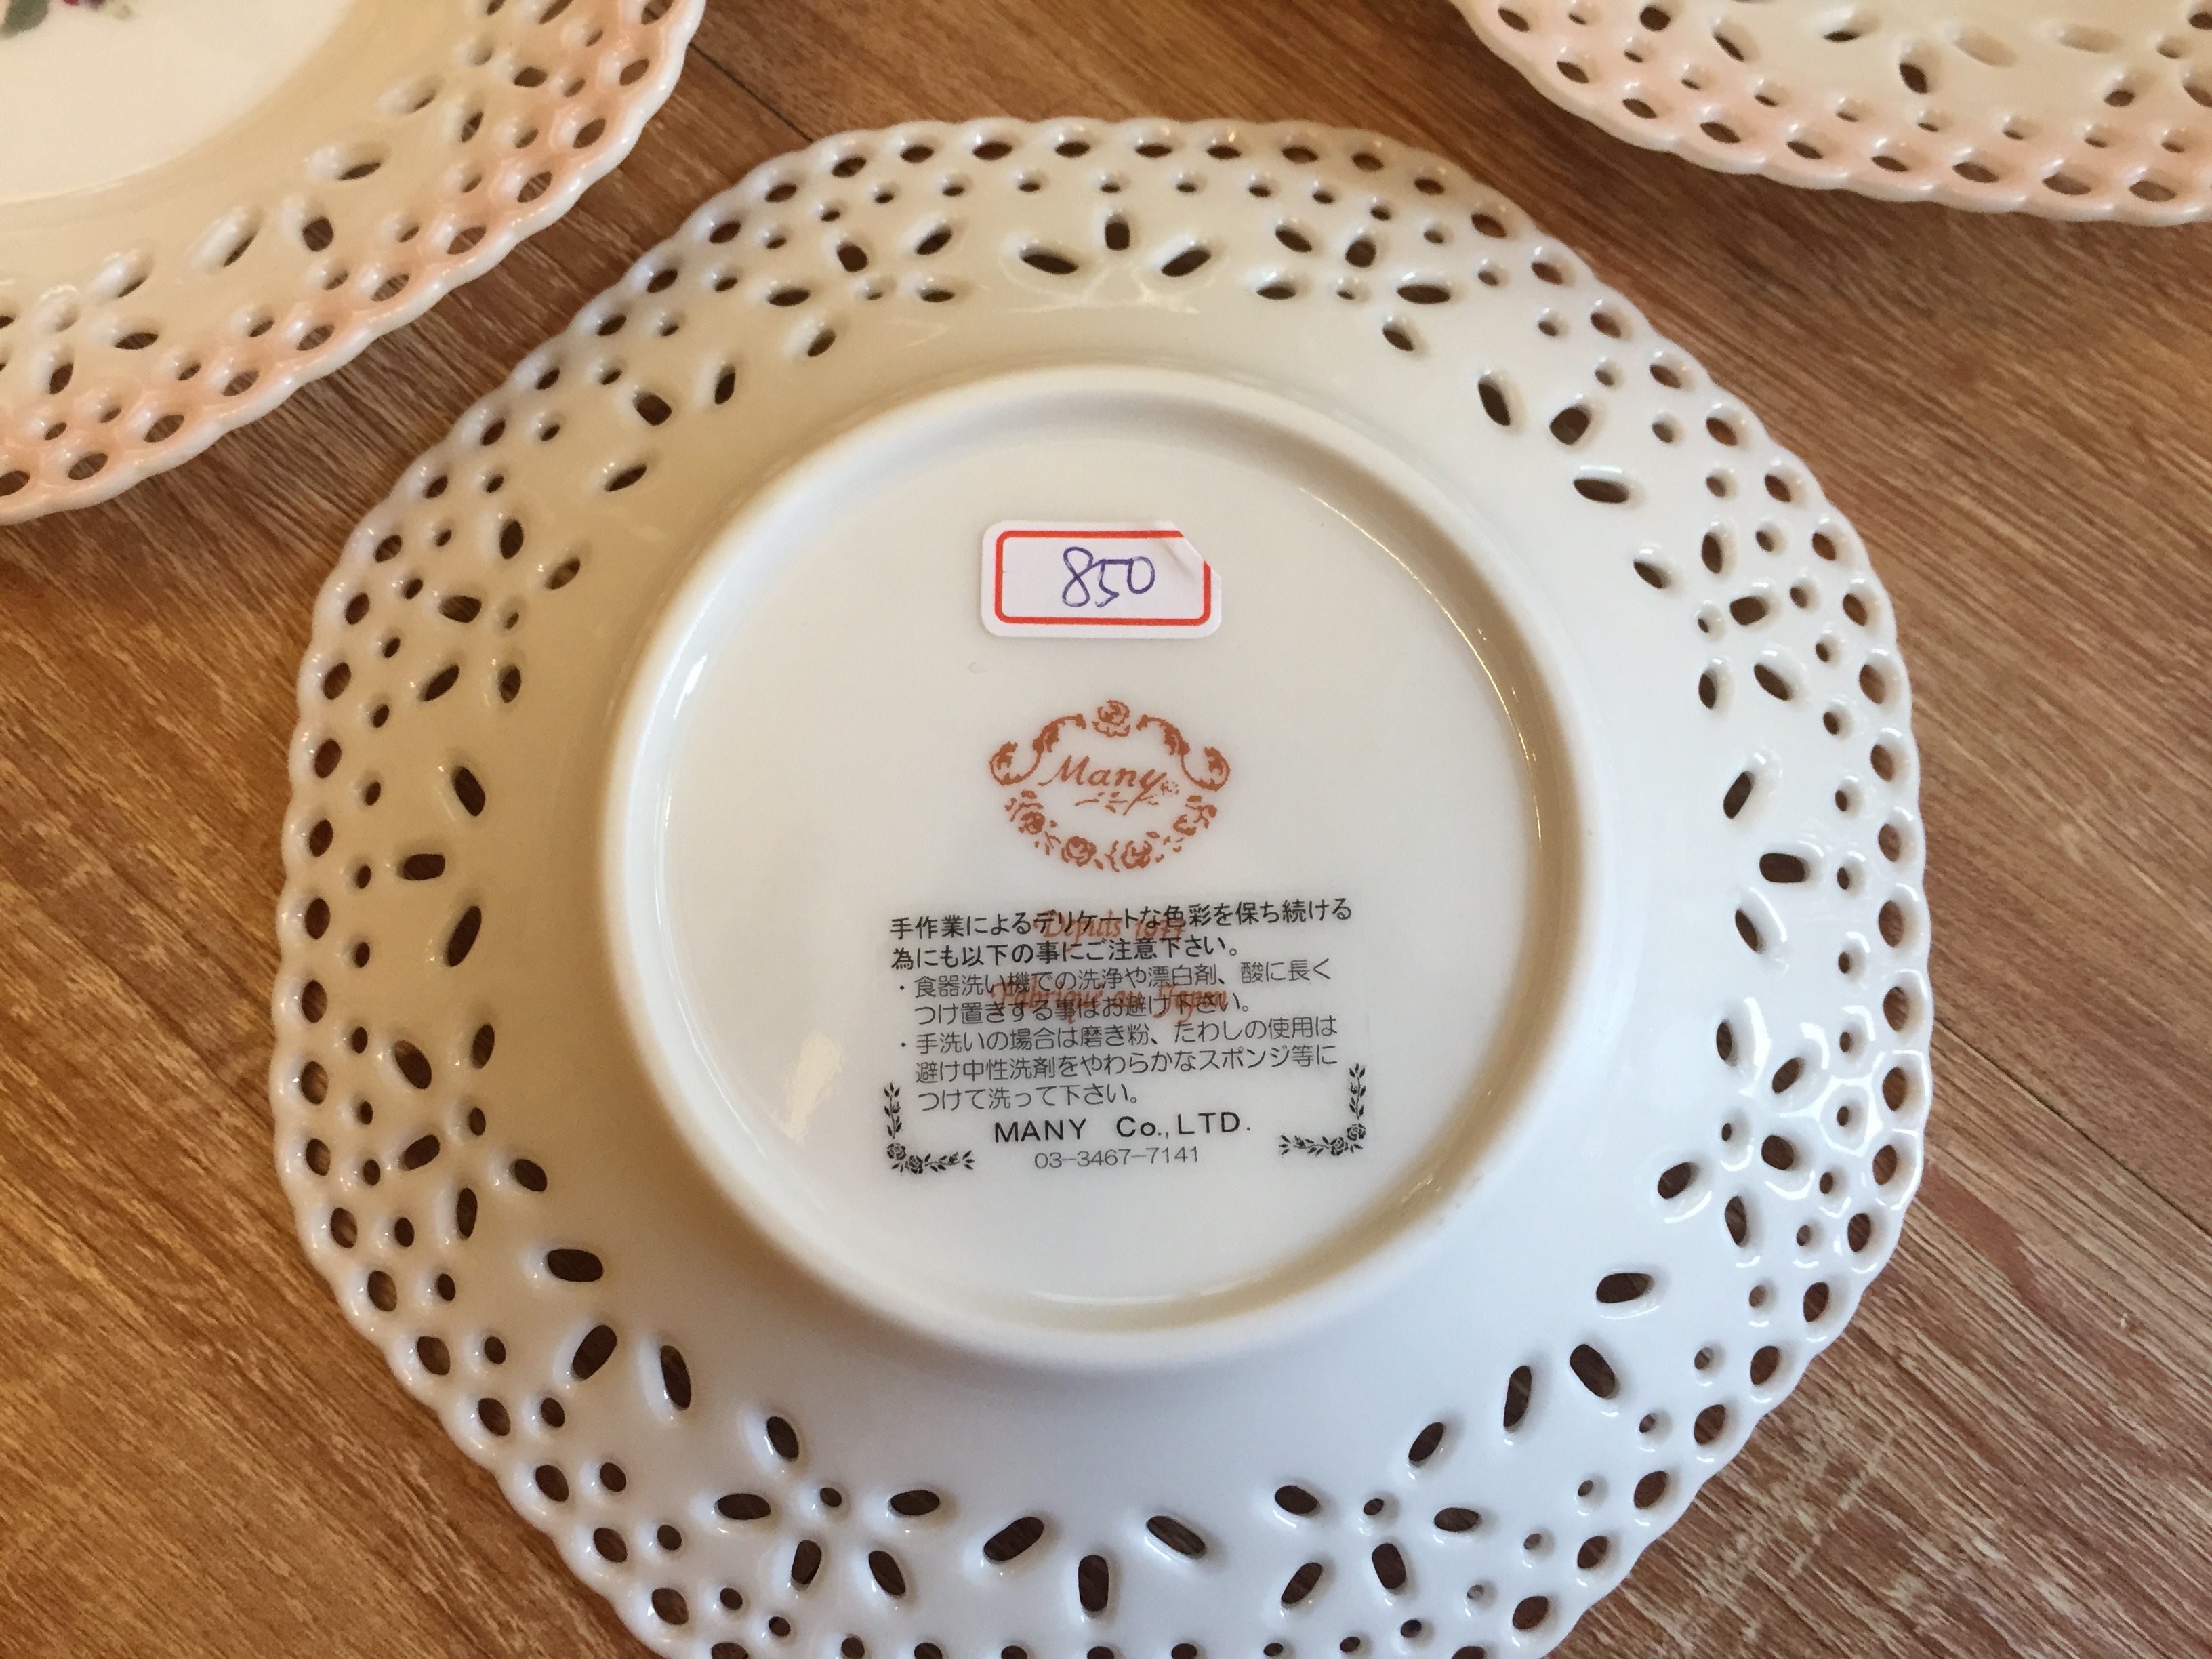 850
Many
手作業によるデリケートな色彩を保ち続ける
為にも以下の事にご注意下さい。
・食器洗い機での洗浄や漂白剤、酸に長く
つけ置きする事はお避け下さい。
・手洗いの場合は磨き粉、たわしの使用は
避け中性洗剤をやわらかなスポンジ等に
つけて洗って下さい。
MANY Co.,LTD.
03-3467-7141
Depuis
Fabriqué au Japon